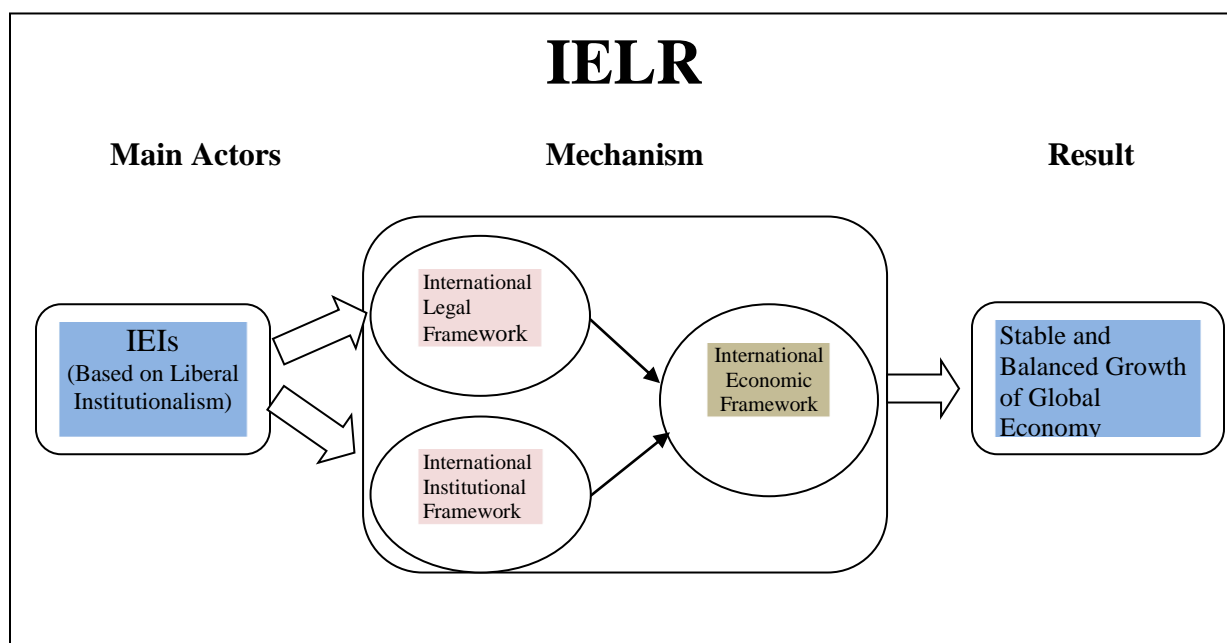 IELR
Main Actors
Mechanism
Result
IEIs
(Based on Liberal
Institutionalism)
International
Legal
Framework
International
Institutional
Framework
International
Economic
Framework
Stable and
Balanced Growth
of Global
Economy